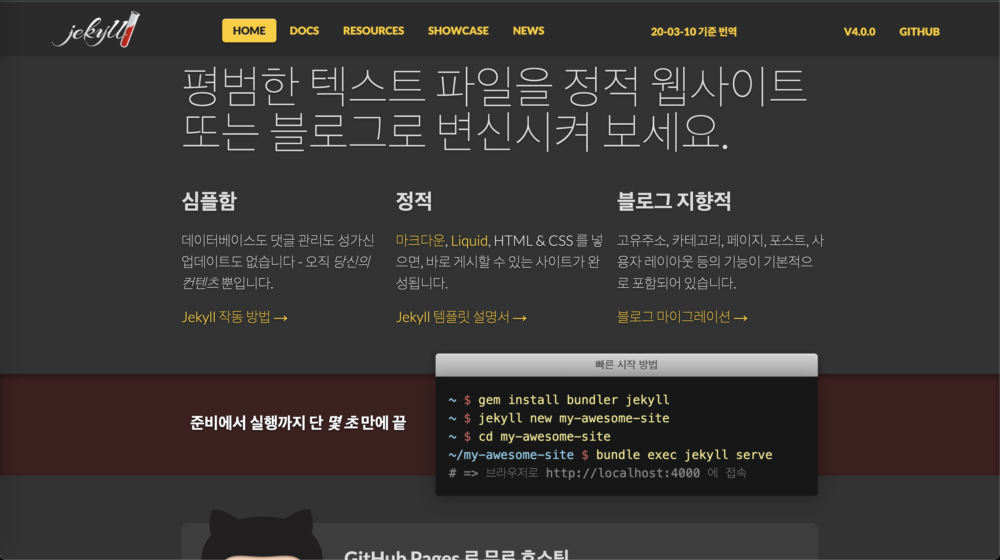 jekyll
HOME DOCS RESOURCES SHOWCASE NEWS 20-03-10 기준 번역 V4.0.0 GITHUB
평범한 텍스트 파일을 정적 웹사이트
또는 블로그로 변신시켜 보세요.
심플함
데이터베이스도 댓글 관리도 성가신
업데이트도 없습니다 - 오직 당신의
컨텐츠 뿐입니다.
Jekyll 작동 방법 →
정적
마크다운, Liquid, HTML & CSS 를 넣
으면, 바로 게시할 수 있는 사이트가 완
성됩니다.
Jekyll 템플릿 설명서 →
블로그 지향적
고유주소, 카테고리, 페이지, 포스트, 사
용자 레이아웃 등의 기능이 기본적으
로 포함되어 있습니다.
블로그 마이그레이션 →
준비에서 실행까지 단 몇 초 만에 끝
빠른 시작 방법
~ $ gem install bundler jekyll
~ $ jekyll new my-awesome-site
~ $ cd my-awesome-site
~/my-awesome-site $ bundle exec jekyll serve
# => 브라우저로 http://localhost:4000 에 접속
GitHub Pages 로 무료 호스팅